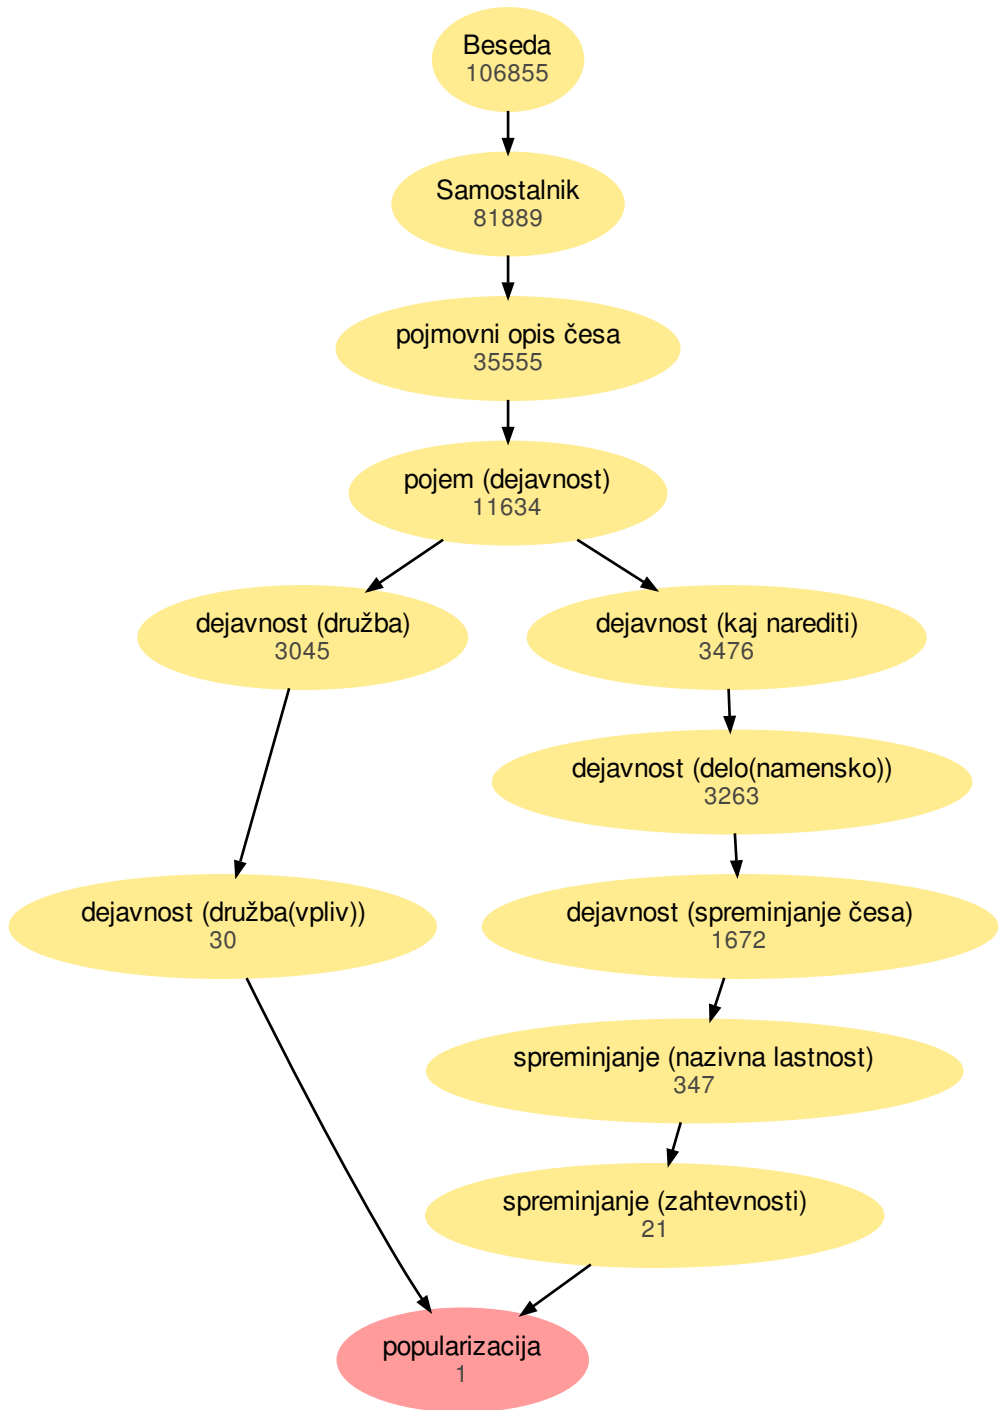 Beseda
106855
Samostalnik
81889
pojmovni opis česa
35555
pojem (dejavnost)
11634
dejavnost (družba)
3045
dejavnost (kaj narediti)
3476
dejavnost (delo(namensko))
3263
dejavnost (družba(vpliv))
30
dejavnost (spreminjanje česa)
1672
spreminjanje (nazivna lastnost)
347
spreminjanje (zahtevnosti)
21
popularizacija
1